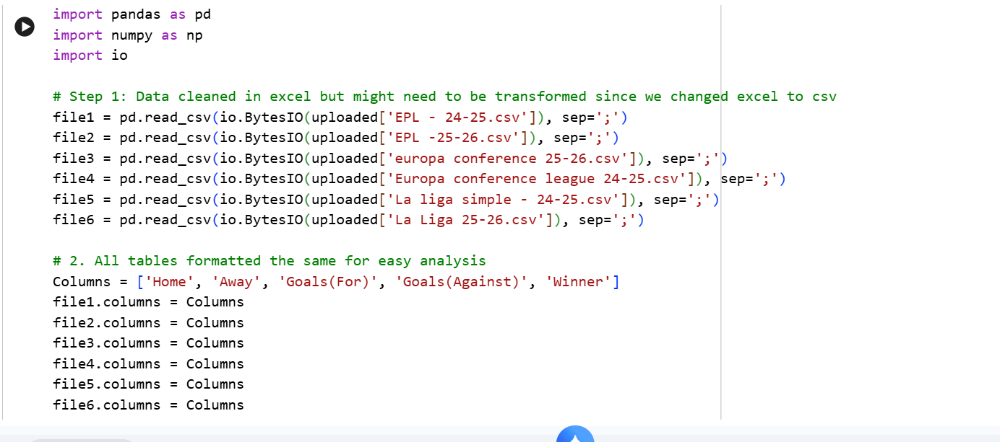 import pandas as pd
import numpy as np
import io
# Step 1: Data cleaned in excel but might need to be transformed since we changed excel to csv
file1 = pd.read_csv(io.BytesIO(uploaded['EPL - 24-25.csv']), sep=';')
file2 = pd.read_csv(io.BytesIO(uploaded['EPL -25-26.csv']), sep=';')
file3 = pd.read_csv(io.BytesIO(uploaded['europa conference 25-26.csv']), sep=';')
file4 = pd.read_csv(io.BytesIO(uploaded['Europa conference league 24-25.csv']), sep=';')
file5 = pd.read_csv(io.BytesIO(uploaded['La liga simple - 24-25.csv']), sep=';')
file6 = pd.read_csv(io.BytesIO(uploaded['La Liga 25-26.csv']), sep=';')
# 2. All tables formatted the same for easy analysis
Columns = ['Home', 'Away', 'Goals(For)', 'Goals(Against)', 'Winner']
file1.columns = Columns
file2.columns = Columns
file3.columns = Columns
file4.columns = Columns
file5.columns = Columns
file6.columns = Columns